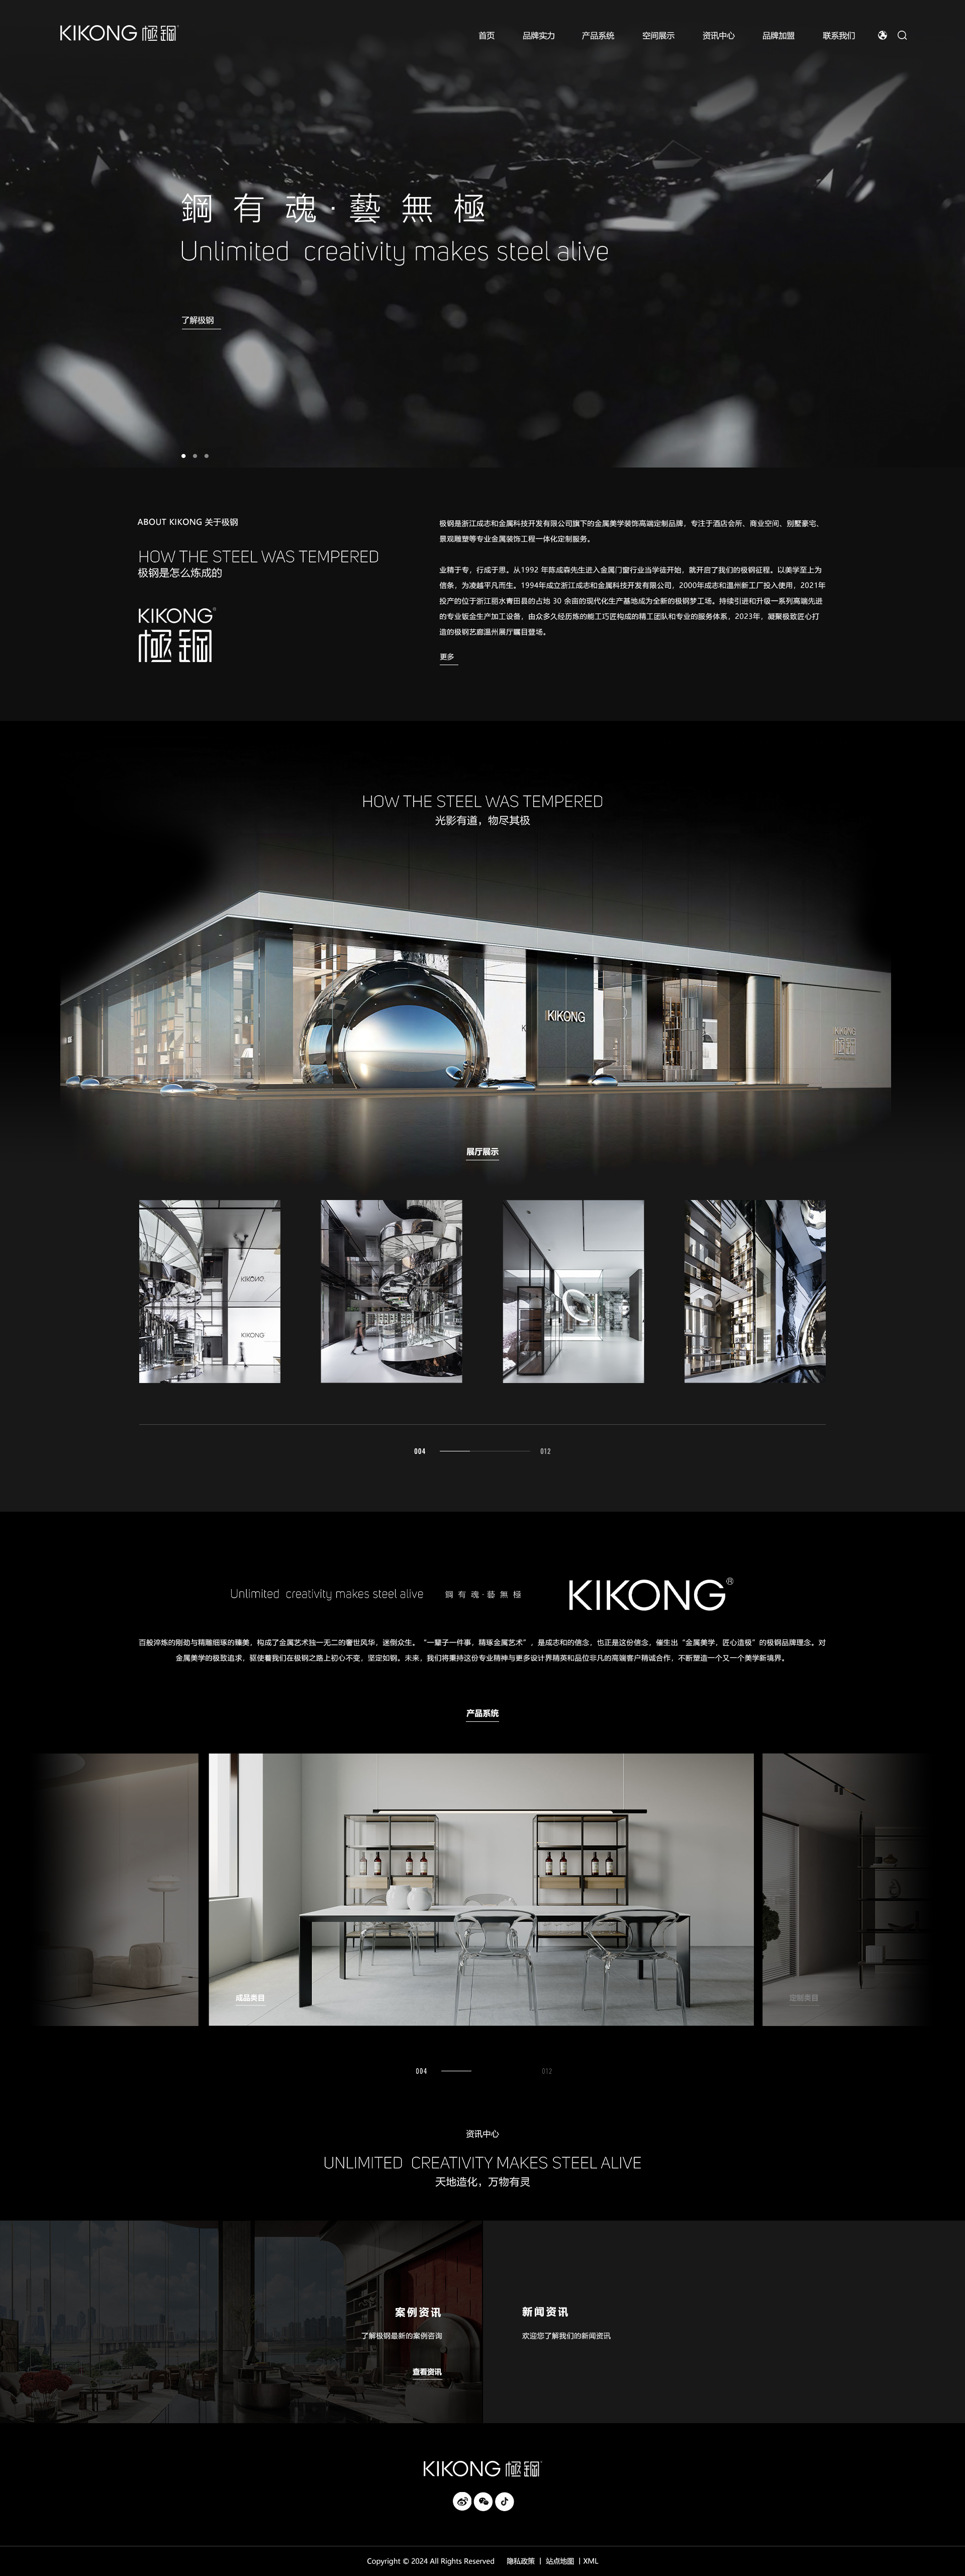 KIKONG 極鋼
首页 品牌实力 产品系统 空间展示 资讯中心 品牌加盟 联系我们
鋼有魂·藝無極
Unlimited creativity makes steel alive
了解极钢
ABOUT KIKONG 关于极钢
HOW THE STEEL WAS TEMPERED
极钢是怎么炼成的
KIKONG®
極鋼
极钢是浙江成志和金属科技开发有限公司旗下的金属美学装饰高端定制品牌，专注于酒店会所、商业空间、别墅豪宅、
景观雕塑等专业金属装饰工程一体化定制服务。
业精于专，行成于思。从1992 年陈成森先生进入金属门窗行业当学徒开始，就开启了我们的极钢征程。以美学至上为
信条，为凌越平凡而生。1994年成立浙江成志和金属科技开发有限公司，2000年成志和温州新工厂投入使用，2021年
投产的位于浙江丽水青田县的占地 30 余亩的现代化生产基地成为全新的极钢梦工场。持续引进和升级一系列高端先进
的专业钣金生产加工设备，由众多久经历炼的能工巧匠构成的精工团队和专业的服务体系，2023年，凝聚极致匠心打
造的极钢艺廊温州展厅瞩目登场。
更多
HOW THE STEEL WAS TEMPERED
光影有道，物尽其极
KIKONG
KIKONG
極鋼
展厅展示
KIKONG
KIKONG
004 012
Unlimited creativity makes steel alive 鋼有魂·藝無極 KIKONG®
百般淬炼的刚劲与精雕细琢的臻美，构成了金属艺术独一无二的奢世风华，迷倒众生。“一辈子一件事，精琢金属艺术”，是成志和的信念，也正是这份信念，催生出“金属美学，匠心造极”的极钢品牌理念。对
金属美学的极致追求，驱使着我们在极钢之路上初心不变，坚定如钢。未来，我们将秉持这份专业精神与更多设计界精英和品位非凡的高端客户精诚合作，不断塑造一个又一个美学新境界。
产品系统
成品类目 定制类目
004 012
资讯中心
UNLIMITED CREATIVITY MAKES STEEL ALIVE
天地造化，万物有灵
案例资讯
了解极钢最新的案例咨询
查看资讯
新闻资讯
欢迎您了解我们的新闻资讯
KIKONG 極鋼
Copyright © 2024 All Rights Reserved 隐私政策 | 站点地图 | XML